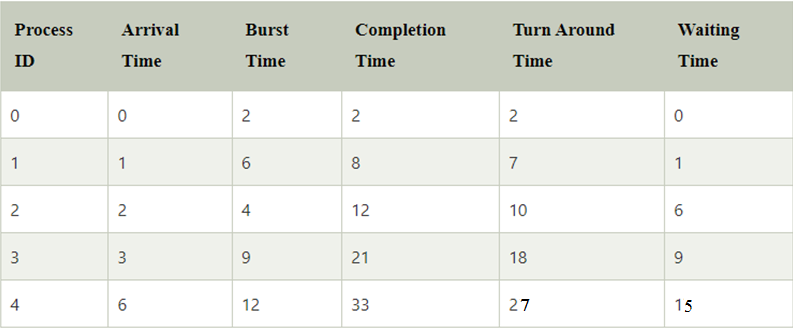 Process ID Arrival Time Burst Time Completion Time Turn Around Time Waiting Time
0 0 2 2 2 0
1 1 6 8 7 1
2 2 4 12 10 6
3 3 9 21 18 9
4 6 12 33 27 15